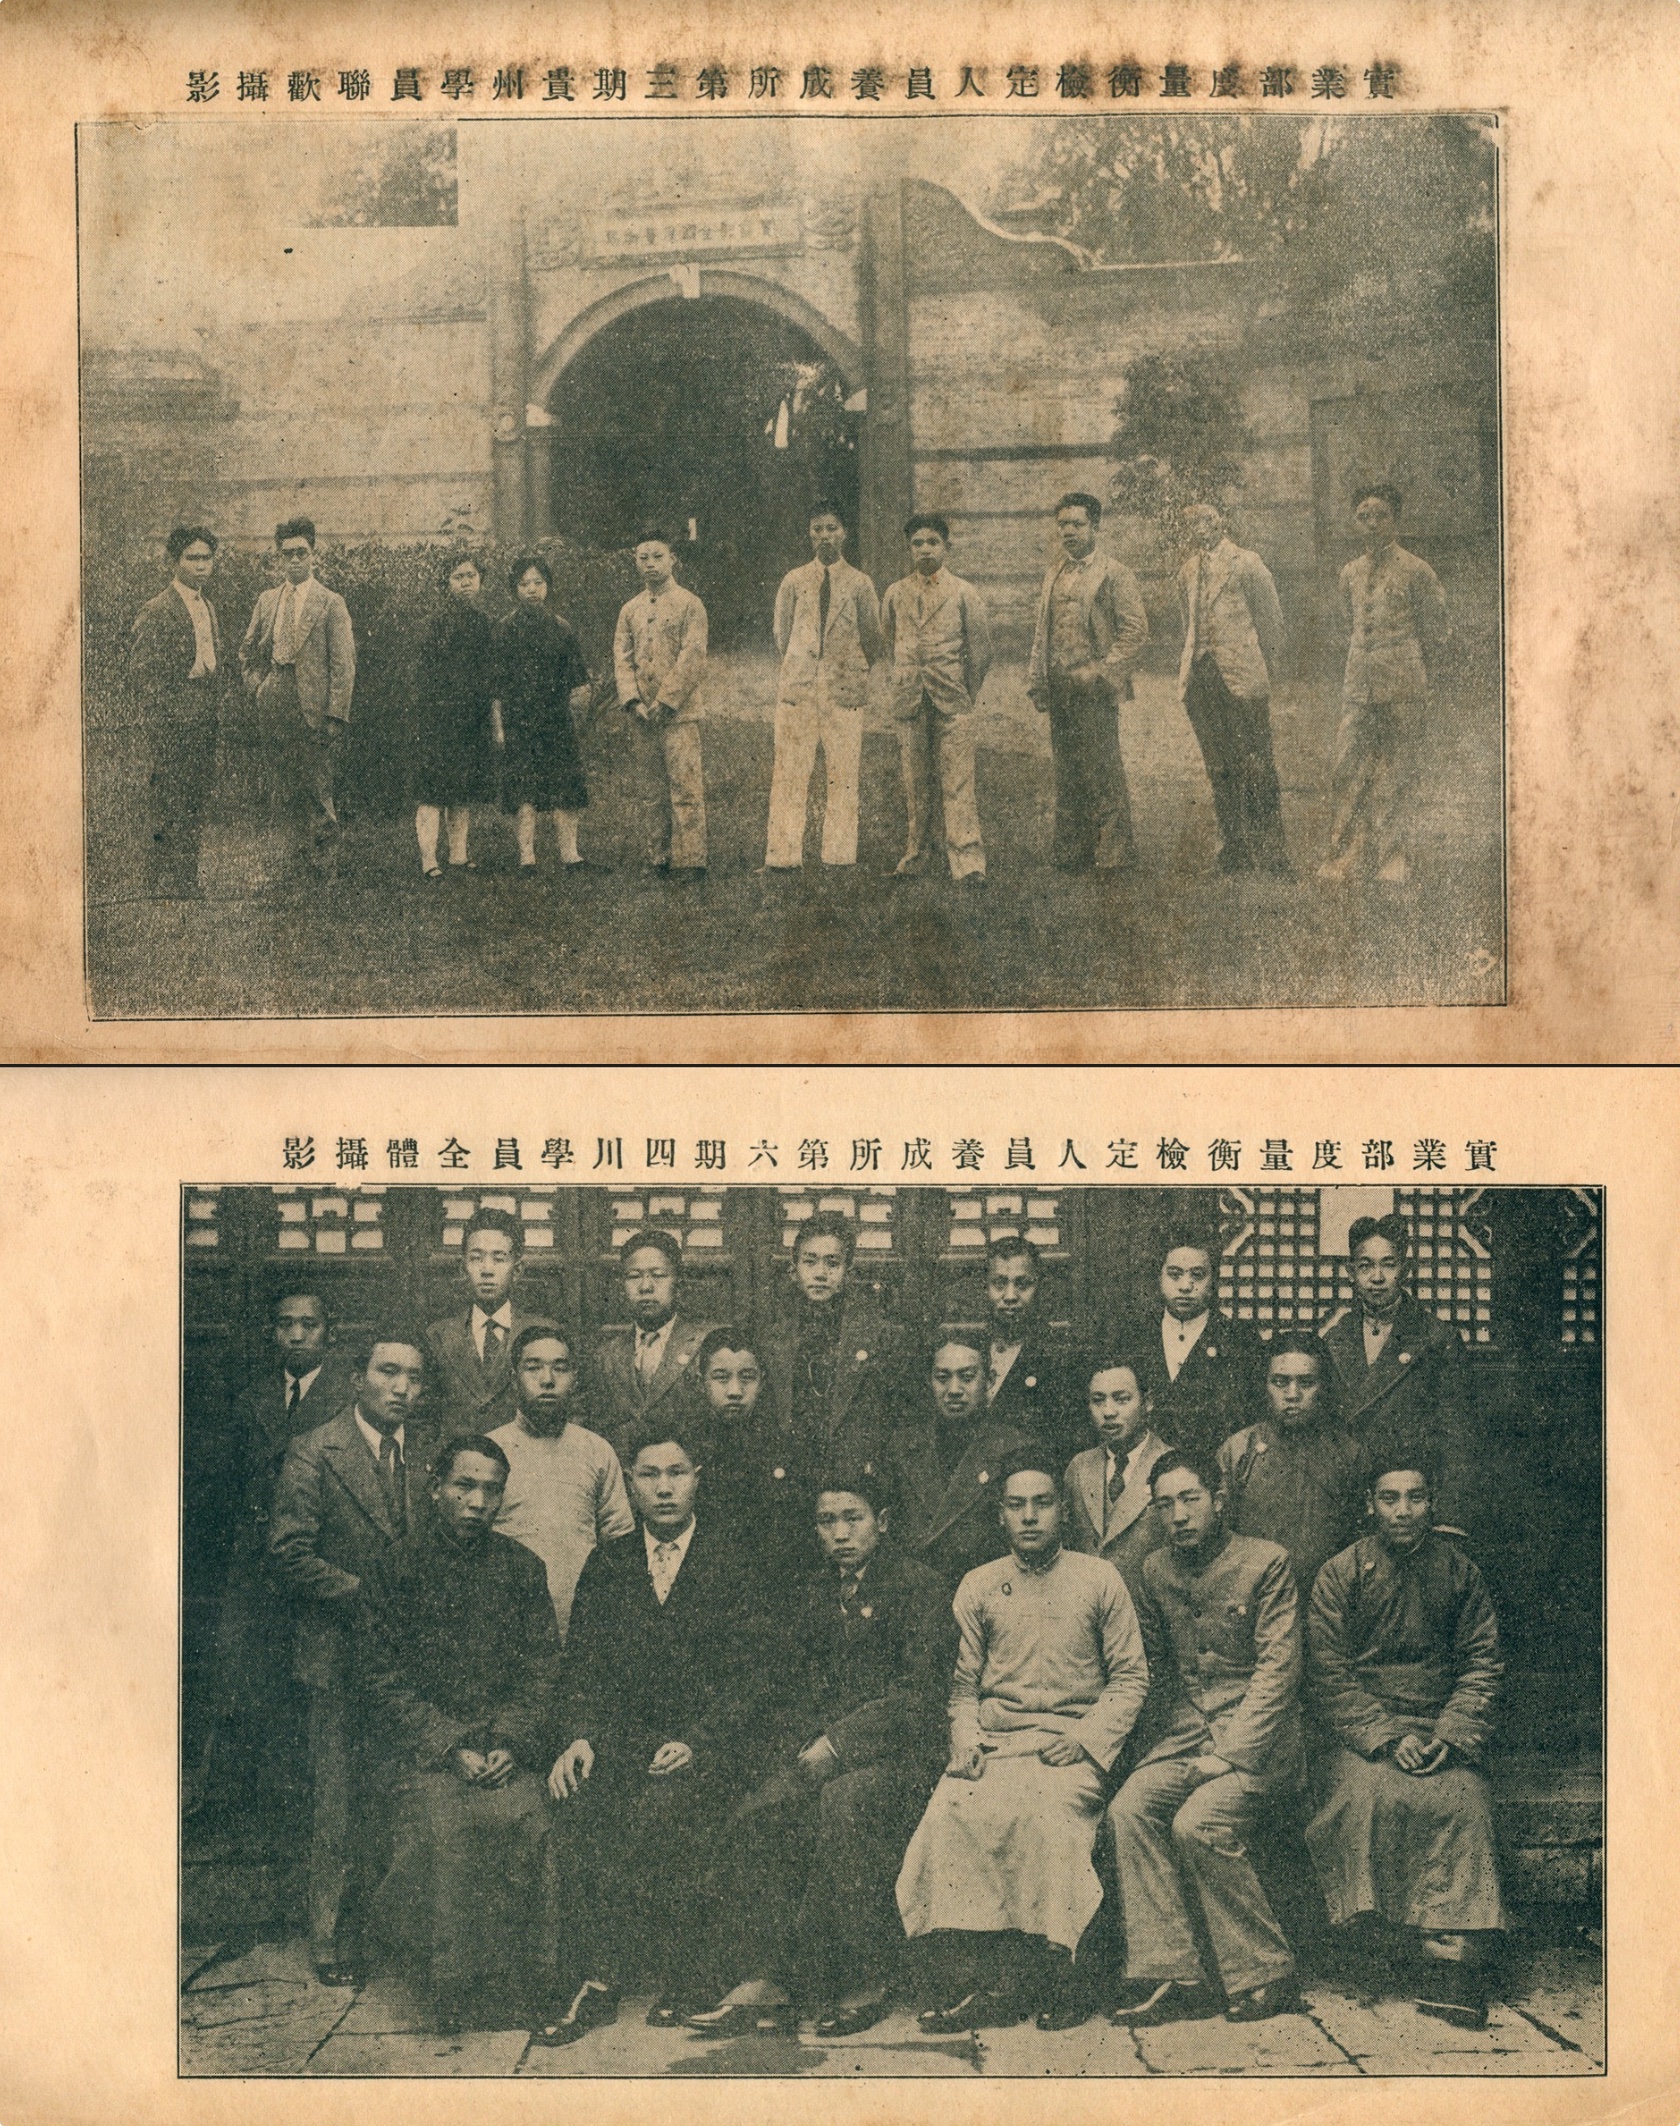 實業部度量衡檢定人員養成所第三期貴州學員聯歡攝影
實業部度量衡檢定人員養成所第六期四川學員全體攝影